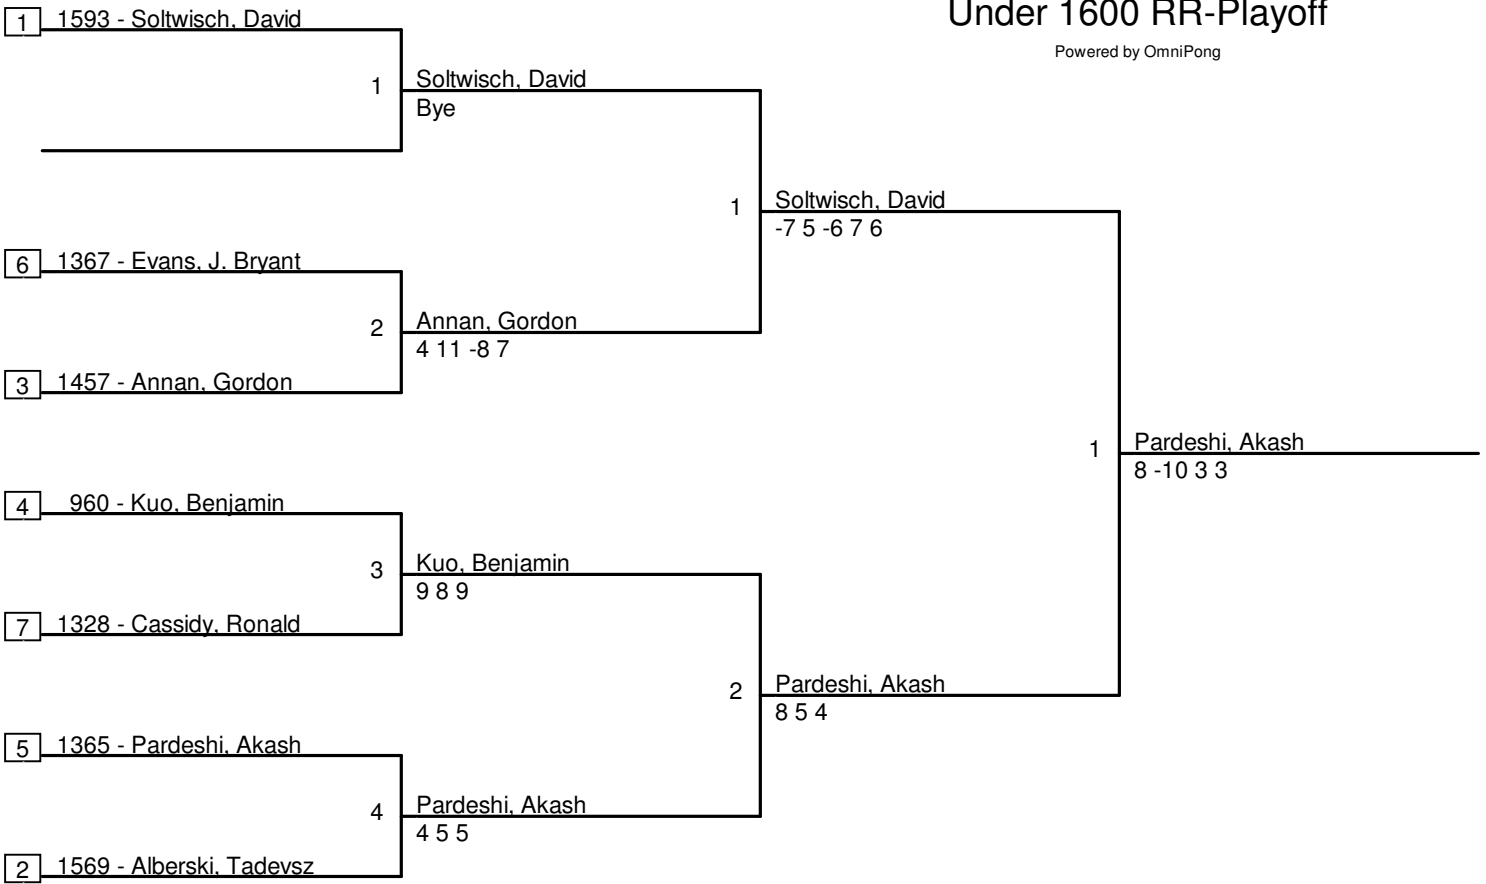 Under 1600 RR-Playoff
Powered by OmniPong
1 1593 - Soltwisch, David
1 Soltwisch, David
Bye
1 Soltwisch, David
-7 5 -6 7 6
6 1367 - Evans, J. Bryant
2 Annan, Gordon
4 11 -8 7
3 1457 - Annan, Gordon
1 Pardeshi, Akash
8 -10 3 3
4 960 - Kuo, Benjamin
3 Kuo, Benjamin
9 8 9
7 1328 - Cassidy, Ronald
2 Pardeshi, Akash
8 5 4
5 1365 - Pardeshi, Akash
4 Pardeshi, Akash
4 5 5
2 1569 - Alberski, Tadevsz